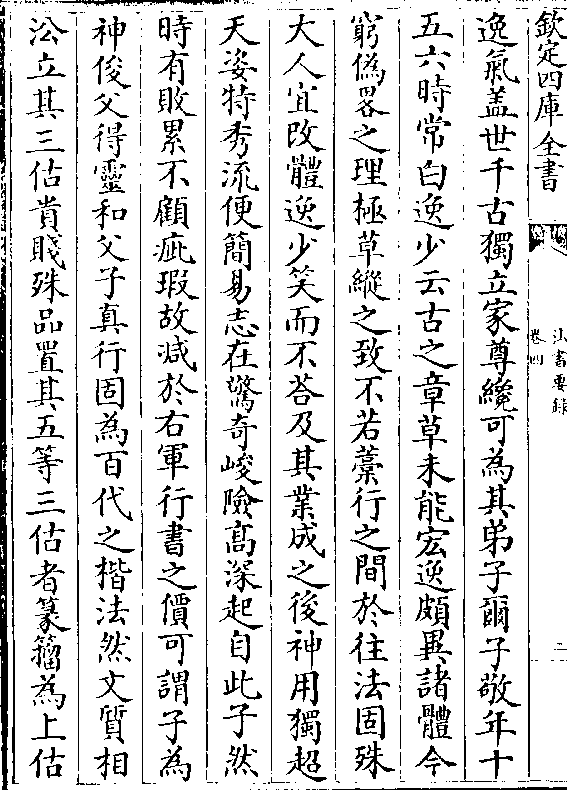 欽定四庫全書
法書要録
卷四
二
逸氣盖世千古獨立家尊纔可為其弟子爾子敬年十
五六時常白逸少云古之章草未能宏逸頗異諸體今
窮偽畧之理極草縱之致不若藁行之間於往法固殊
大人宜改體逸少笑而不答及其業成之後神用獨超
天姿特秀流便簡易志在驚奇峻險髙深起自此子然
時有敗累不顧疵瑕故减於右軍行書之價可謂子為
神俊父得靈和父子真行固為百代之楷法然文質相
㳂立其三估貴賤殊品置其五等三估者篆籕為上估